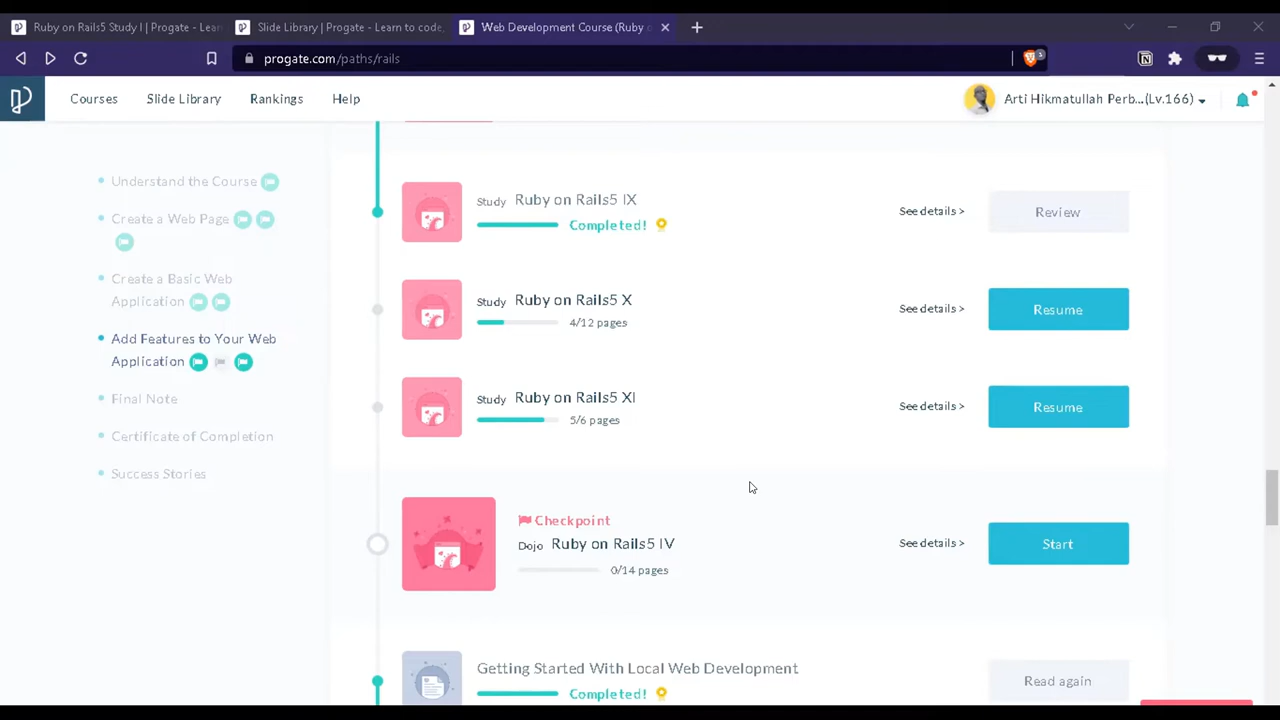 Ruby on Rails5 Study I | Progate - Lear
Slide Library | Progate - Learn to code,
Web Development Course (Ruby o
progate.com/paths/rails
Courses
Slide Library
Rankings
Help
Arti Hikmatullah Perb...(Lv.166)
Understand the Course
Create a Web Page
Create a Basic Web
Application
Add Features to Your Web
Application
Final Note
Certificate of Completion
Success Stories
Study Ruby on Rails5 IX
Completed!
See details >
Review
Study Ruby on Rails5 X
4/12 pages
See details >
Resume
Study Ruby on Rails5 XI
5/6 pages
See details >
Resume
Checkpoint
Dojo Ruby on Rails5 IV
0/14 pages
See details >
Start
Getting Started With Local Web Development
Completed!
Read again